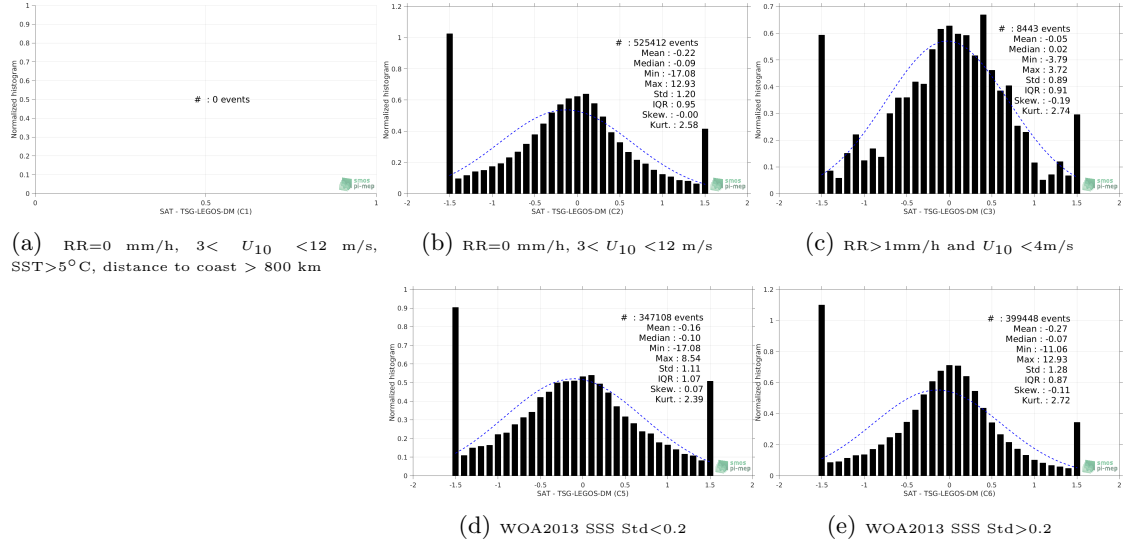 1
0.9
0.8
0.7
0.6
0.5
0.4
0.3
0.2
0.1
0
Normalized histogram
# : 0 events
0 0.5 1
SAT - TSG-LEGOS-DM (C1)
smos
pi-mep
(a) RR=0 mm/h, 3< U10 <12 m/s,
SST>5°C, distance to coast > 800 km
1.2
1
0.8
0.6
0.4
0.2
0
Normalized histogram
# : 525412 events
Mean : -0.22
Median : -0.09
Min : -17.08
Max : 12.93
Std : 1.20
IQR : 0.95
Skew. : -0.00
Kurt. : 2.58
-2 -1.5 -1 -0.5 0 0.5 1 1.5 2
SAT - TSG-LEGOS-DM (C2)
smos
pi-mep
(b) RR=0 mm/h, 3< U10 <12 m/s
0.7
0.6
0.5
0.4
0.3
0.2
0.1
0
Normalized histogram
# : 8443 events
Mean : -0.05
Median : 0.02
Min : -3.79
Max : 3.72
Std : 0.89
IQR : 0.91
Skew. : -0.19
Kurt. : 2.74
-2 -1.5 -1 -0.5 0 0.5 1 1.5 2
SAT - TSG-LEGOS-DM (C3)
smos
pi-mep
(c) RR>1mm/h and U10 <4m/s
1
0.9
0.8
0.7
0.6
0.5
0.4
0.3
0.2
0.1
0
Normalized histogram
# : 347108 events
Mean : -0.16
Median : -0.10
Min : -17.08
Max : 8.54
Std : 1.11
IQR : 1.07
Skew. : 0.07
Kurt. : 2.39
-2 -1.5 -1 -0.5 0 0.5 1 1.5 2
SAT - TSG-LEGOS-DM (C5)
smos
pi-mep
(d) WOA2013 SSS Std<0.2
1.2
1
0.8
0.6
0.4
0.2
0
Normalized histogram
# : 399448 events
Mean : -0.27
Median : -0.07
Min : -11.06
Max : 12.93
Std : 1.28
IQR : 0.87
Skew. : -0.11
Kurt. : 2.72
-2 -1.5 -1 -0.5 0 0.5 1 1.5 2
SAT - TSG-LEGOS-DM (C6)
smos
pi-mep
(e) WOA2013 SSS Std>0.2